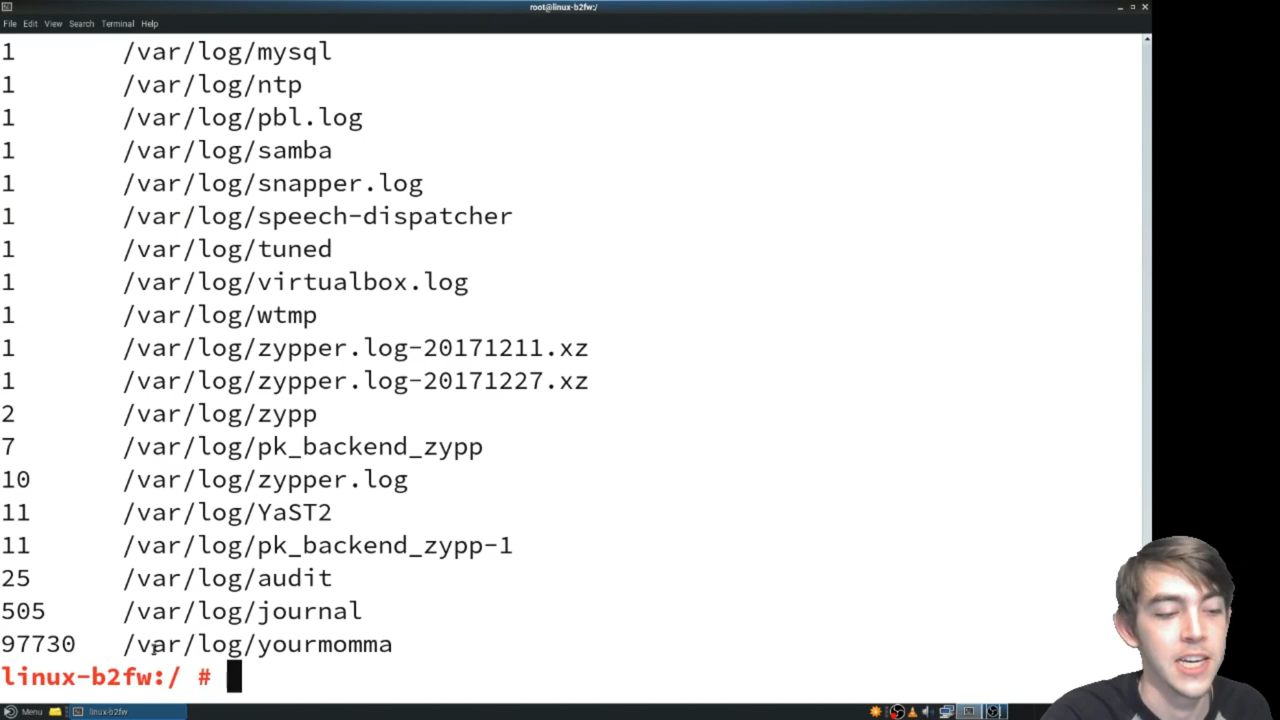 root@linux-b2fw:/
File Edit View Search Terminal Help
1 /var/log/mysql
1 /var/log/ntp
1 /var/log/pbl.log
1 /var/log/samba
1 /var/log/snapper.log
1 /var/log/speech-dispatcher
1 /var/log/tuned
1 /var/log/virtualbox.log
1 /var/log/wtmp
1 /var/log/zypper.log-20171211.xz
1 /var/log/zypper.log-20171227.xz
2 /var/log/zypp
7 /var/log/pk_backend_zypp
10 /var/log/zypper.log
11 /var/log/YaST2
11 /var/log/pk_backend_zypp-1
25 /var/log/audit
505 /var/log/journal
97730 /var/log/yourmomma
linux-b2fw:/ #
Menu linux-b2fw